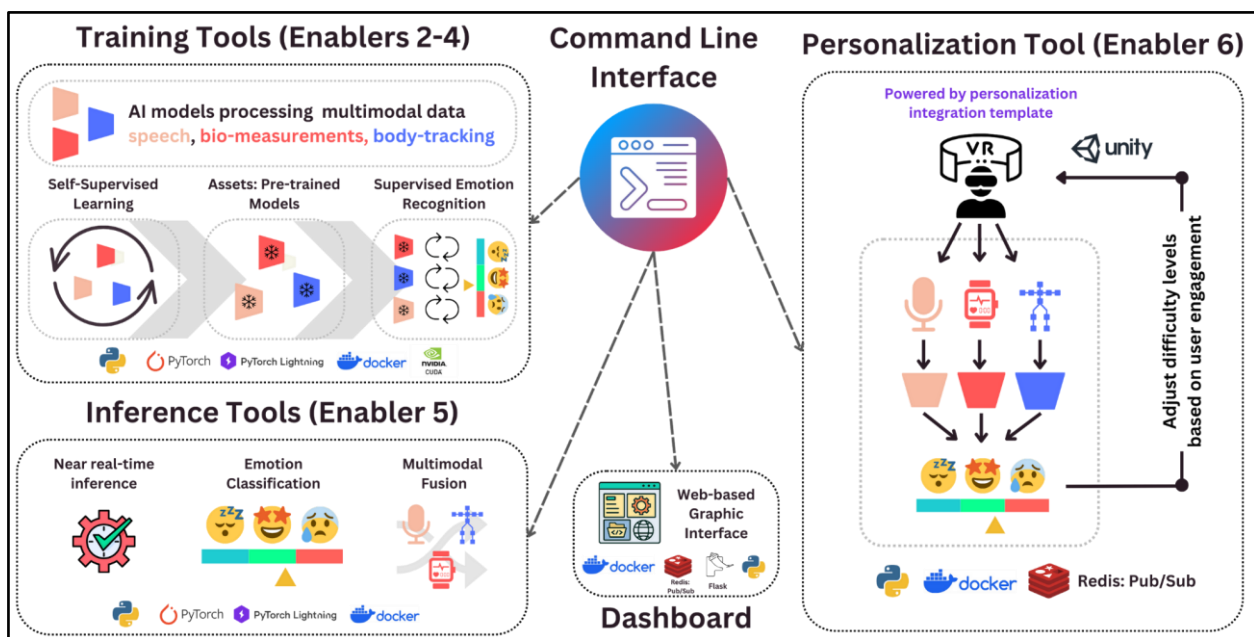 Training Tools (Enablers 2-4)
AI models processing multimodal data
speech, bio-measurements, body-tracking
Self-Supervised
Learning
Assets: Pre-trained
Models
Supervised Emotion
Recognition
PyTorch
PyTorch Lightning
docker
NVIDIA
CUDA
Inference Tools (Enabler 5)
Near real-time
inference
Emotion
Classification
Multimodal
Fusion
PyTorch
PyTorch Lightning
docker
Command Line
Interface
Web-based
Graphic
Interface
docker
Redis:
Pub/Sub
Flask
Dashboard
Personalization Tool (Enabler 6)
Powered by personalization
integration template
VR
unity
Adjust difficulty levels
based on user engagement
docker
Redis: Pub/Sub